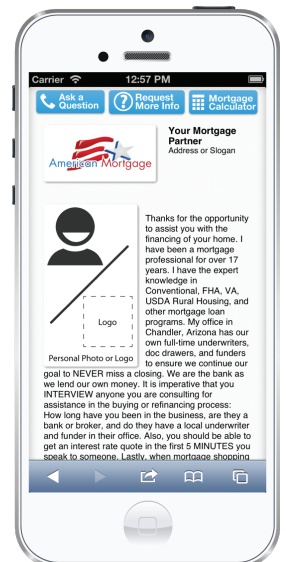 Carrier 12:57 PM
Ask a
Question
Request
More Info
Mortgage
Calculator
American Mortgage
Your Mortgage
Partner
Address or Slogan
Logo
Personal Photo or Logo
Thanks for the opportunity
to assist you with the
financing of your home. I
have been a mortgage
professional for over 17
years. I have the expert
knowledge in
Conventional, FHA, VA,
USDA Rural Housing, and
other mortgage loan
programs. My office in
Chandler, Arizona has our
own full-time underwriters,
doc drawers, and funders
to ensure we continue our
goal to NEVER miss a closing. We are the bank as
we lend our own money. It is imperative that you
INTERVIEW anyone you are consulting for
assistance in the buying or refinancing process:
How long have you been in the business, are they a
bank or broker, and do they have a local underwriter
and funder in their office. Also, you should be able to
get an interest rate quote in the first 5 MINUTES you
speak to someone. Lastly, when mortgage shopping